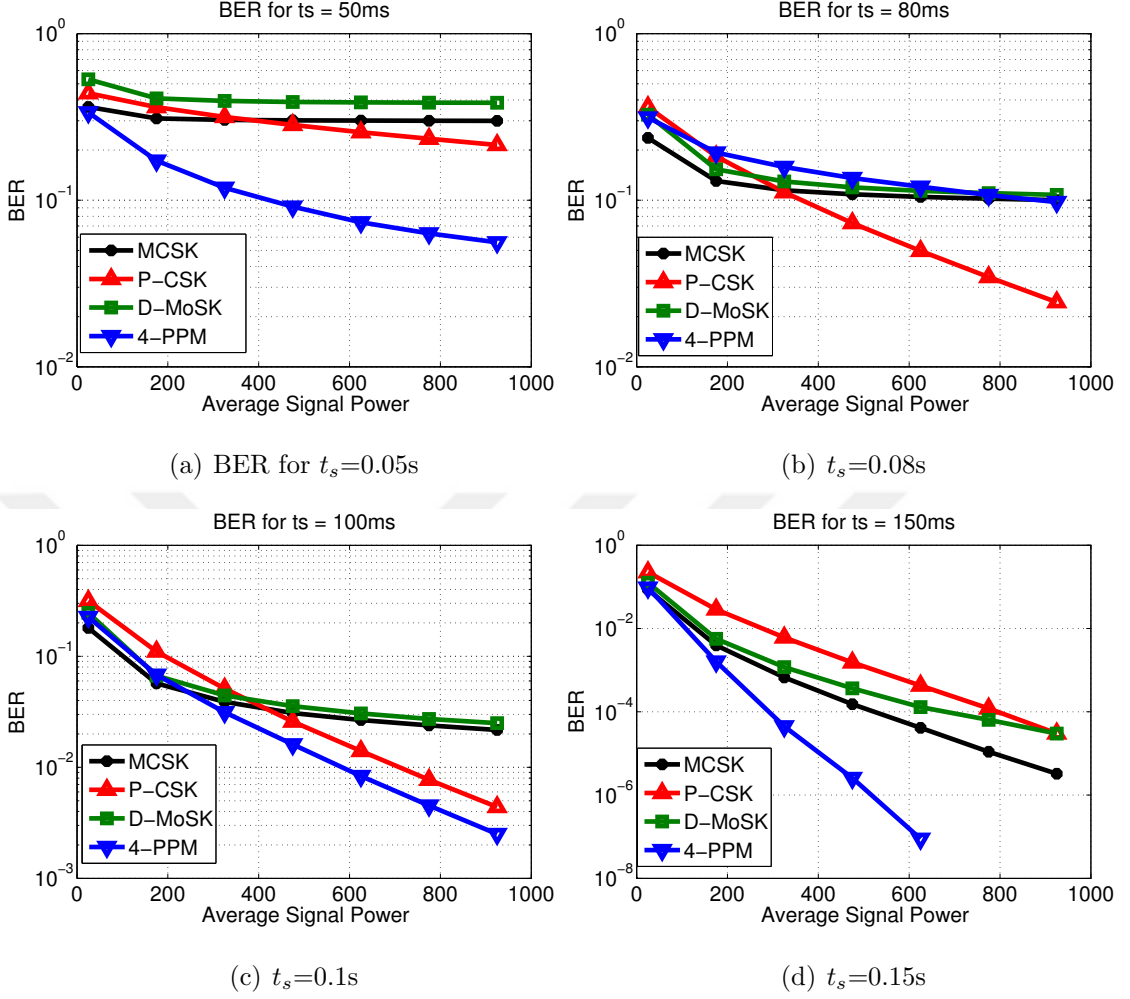 BER for ts = 50ms
10^0
10^-1
10^-2
BER
0 200 400 600 800 1000
Average Signal Power
MCSK
P-CSK
D-MoSK
4-PPM
(a) BER for t_s=0.05s
BER for ts = 80ms
10^0
10^-1
10^-2
BER
0 200 400 600 800 1000
Average Signal Power
MCSK
P-CSK
D-MoSK
4-PPM
(b) t_s=0.08s
BER for ts = 100ms
10^0
10^-1
10^-2
10^-3
BER
0 200 400 600 800 1000
Average Signal Power
MCSK
P-CSK
D-MoSK
4-PPM
(c) t_s=0.1s
BER for ts = 150ms
10^0
10^-2
10^-4
10^-6
10^-8
BER
0 200 400 600 800 1000
Average Signal Power
MCSK
P-CSK
D-MoSK
4-PPM
(d) t_s=0.15s